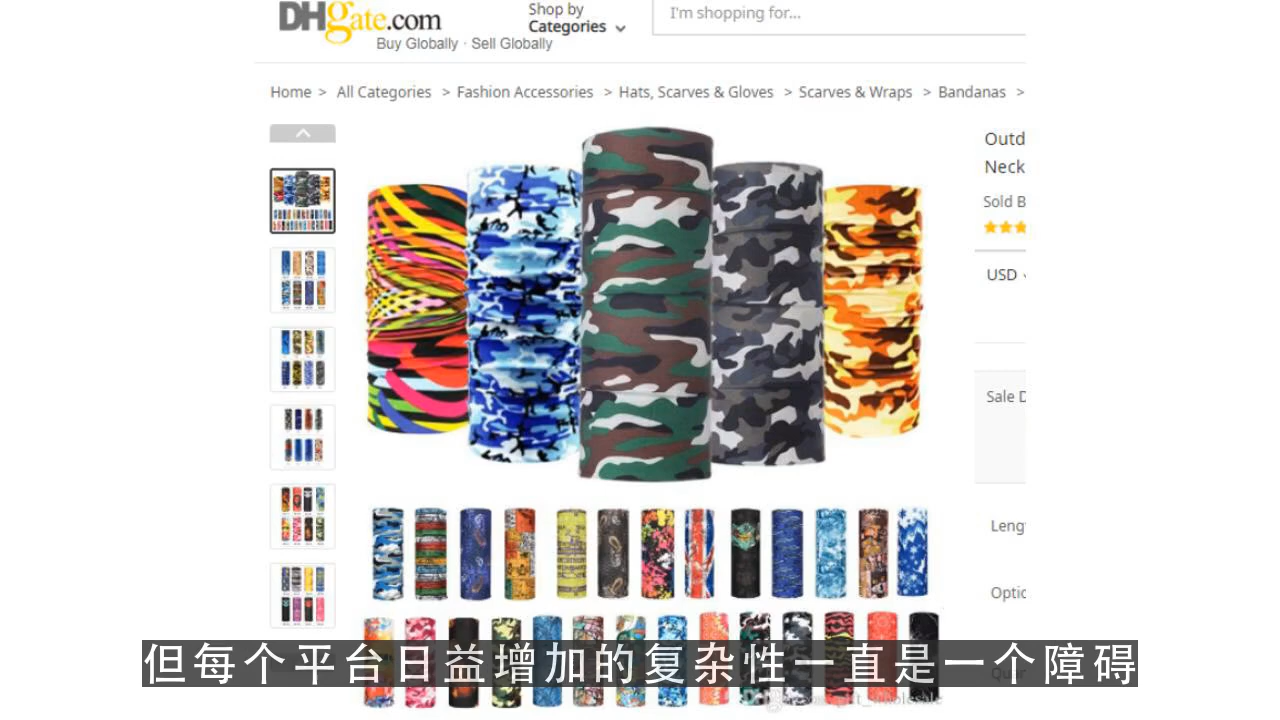 DHgate.com
Buy Globally · Sell Globally
Shop by
Categories
I'm shopping for...
Home > All Categories > Fashion Accessories > Hats, Scarves & Gloves > Scarves & Wraps > Bandanas >
Outd
Neck
Sold B
USD
Sale D
Leng
Optic
但每个平台日益增加的复杂性一直是一个障碍